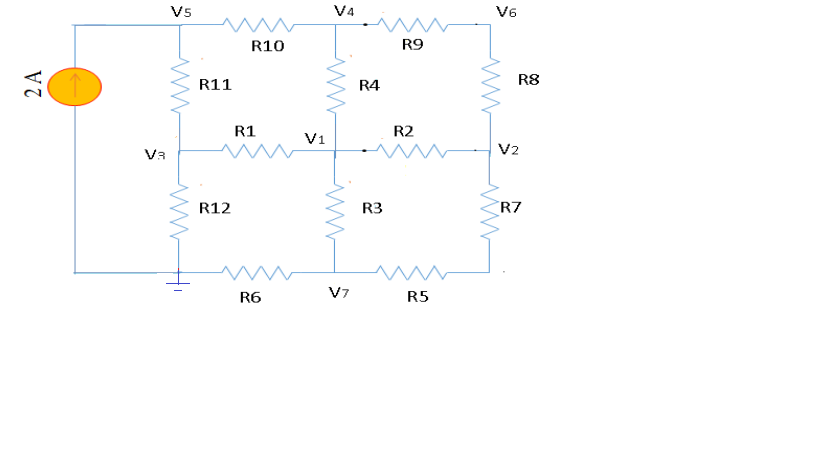 V5 V4 V6
R10 R9
2 A R11 R4 R8
R1 V1 R2
V3 V2
R12 R3 R7
R6 V7 R5